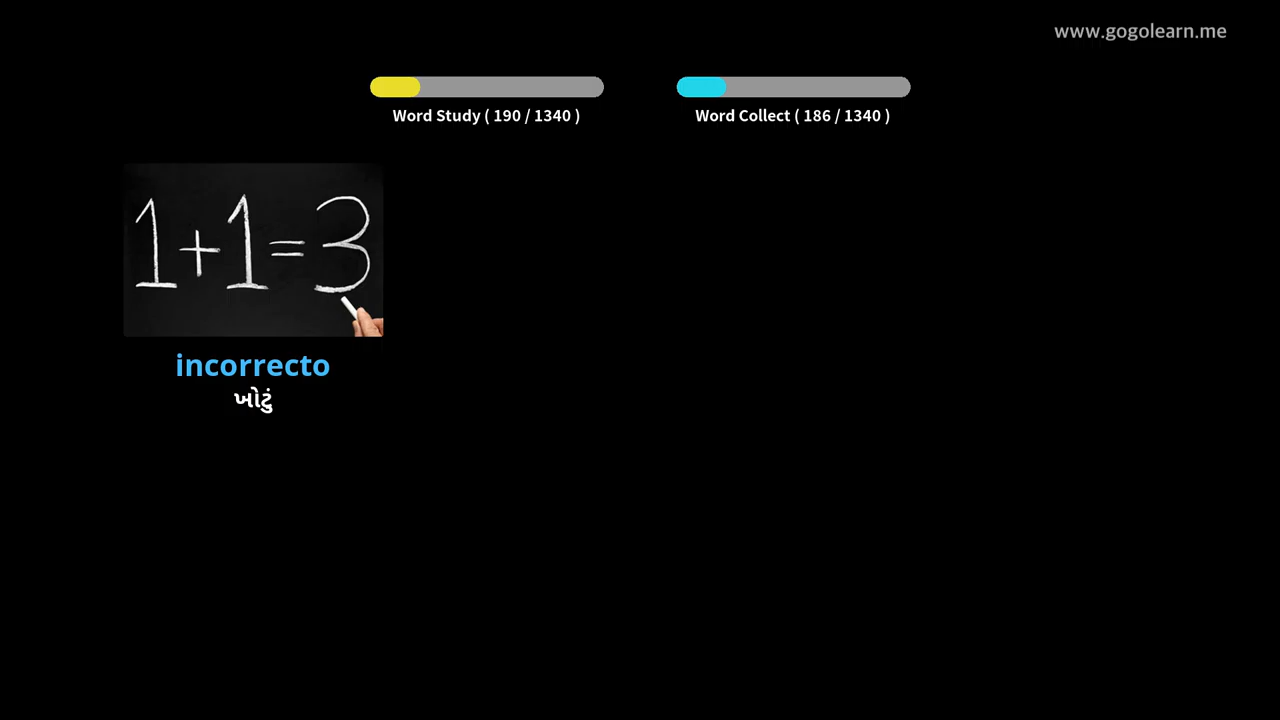 www.gogolearn.me
Word Study ( 190 / 1340 )
Word Collect ( 186 / 1340 )
1+1=3
incorrecto
ખોટું